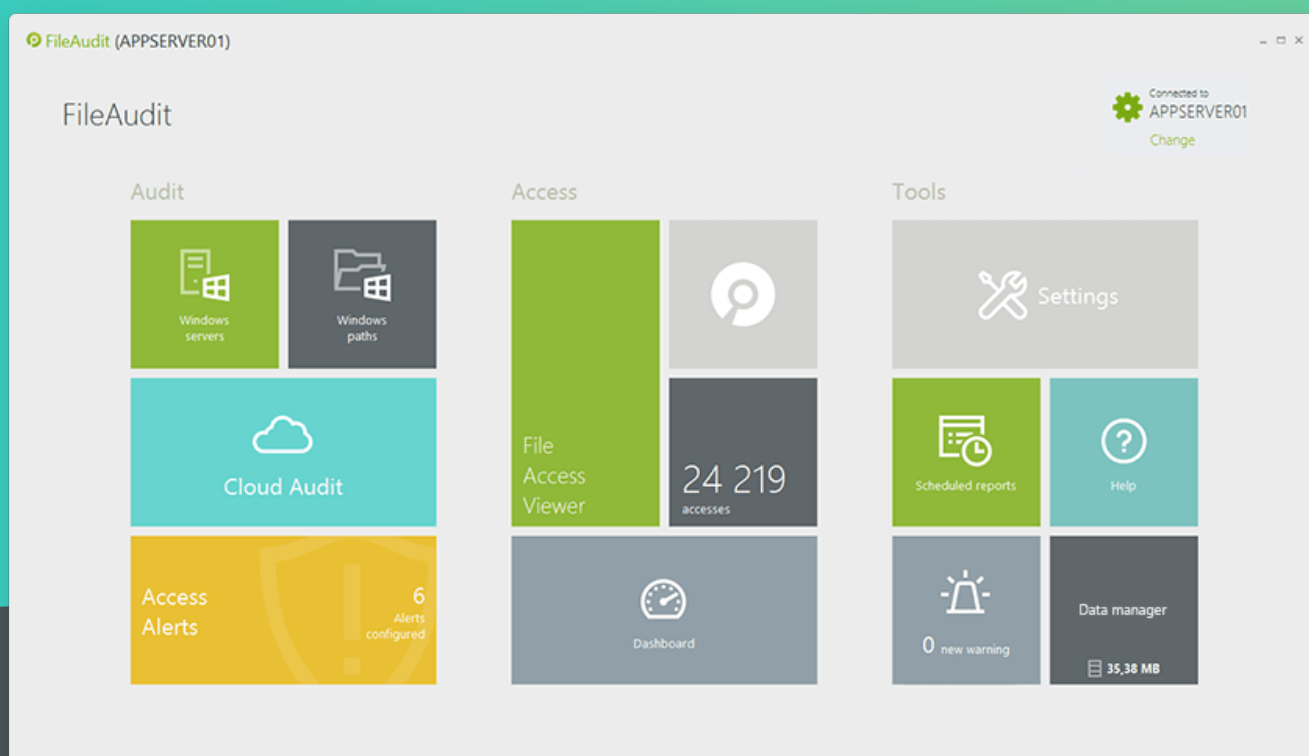 FileAudit (APPSERVER01)
FileAudit
Connected to
APPSERVER01
Change
Audit
Windows
servers
Windows
paths
Cloud Audit
Access
Alerts
6
Alerts
configured
Access
File
Access
Viewer
24 219
accesses
Dashboard
Tools
Settings
Scheduled reports
Help
0 new warning
Data manager
35,38 MB